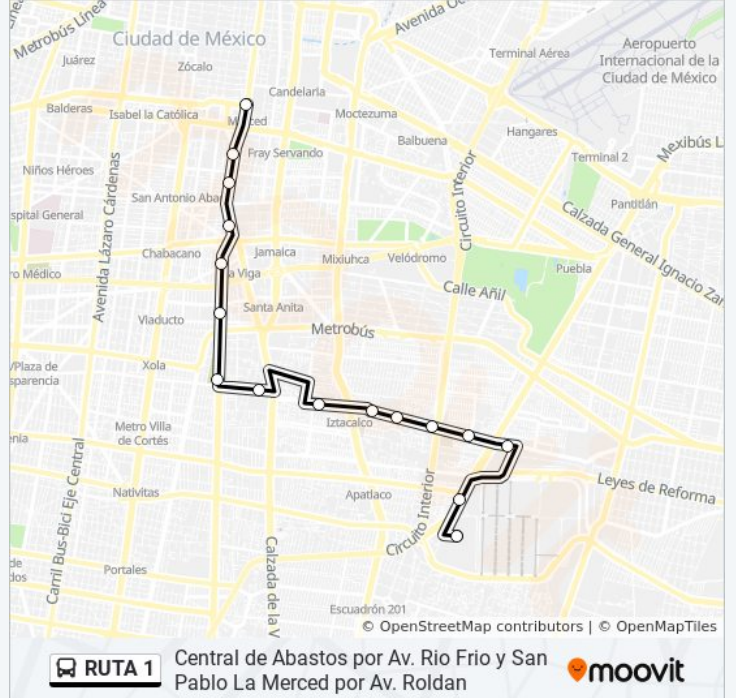 Metrobús Línea
Avenida Oc
Ciudad de México
Juárez
Zócalo
Terminal Aérea
Aeropuerto
Internacional de la
Ciudad de México
Candelaria
Balderas
Isabel la Católica
Merced
Moctezuma
Balbuena
Hangares
Mexibús L
Fray Servando
Terminal 2
Niños Héroes
San Antonio Aba
Circuito Interior
Pantitlán
spital General
Avenida Lázaro Cárdenas
Calzada General Ignacio Zar
Chabacano
Jamaica
Mixiuhca
Velódromo
ro Médico
la Viga
Puebla
Calle Añil
Santa Anita
Viaducto
Metrobús
Xola
/Plaza de
sparencia
Metro Villa
de Cortés
Iztacalco
enia
Carril Bus-Bici Eje Central
Nativitas
Apatlaco
Circuito Interior
Leyes de Reforma
Portales
Calzada de la V
de
dos
Escuadrón 201
© OpenStreetMap contributors | © OpenMapTiles
RUTA 1
Central de Abastos por Av. Rio Frio y San
Pablo La Merced por Av. Roldan
moovit